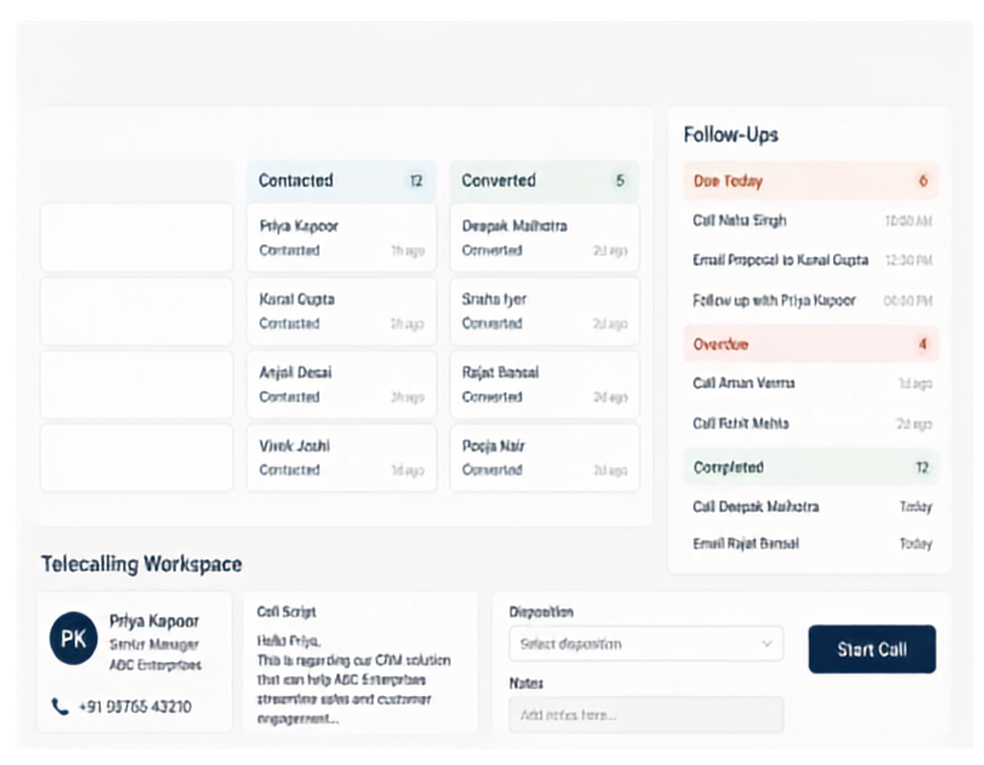 Contacted 12
Priya Kapoor
Contacted 1h ago
Karal Gupta
Contacted 2h ago
Anjali Desai
Contacted 3h ago
Vivek Joshi
Contacted 1d ago
Converted 5
Deepak Malhotra
Converted 2d ago
Sneha Iyer
Converted 2d ago
Rajat Bansal
Converted 2d ago
Pooja Nair
Converted 2d ago
Follow-Ups
Due Today 6
Call Neha Singh 10:00 AM
Email Proposal to Karal Gupta 12:30 PM
Follow up with Priya Kapoor PM
Overdue 4
Call Aman Verma 1d ago
Call Rohit Mehta 2d ago
Completed 12
Call Deepak Malhotra Today
Email Rajat Bansal Today
Telecalling Workspace
PK
Priya Kapoor
Senior Manager
ABC Enterprises
+91 98765 43210
Call Script
Hello Priya,
This is regarding our CRM solution
that can help ABC Enterprises
streamline sales and customer
engagement...
Disposition
Select disposition
Notes
Add notes here...
Start Call